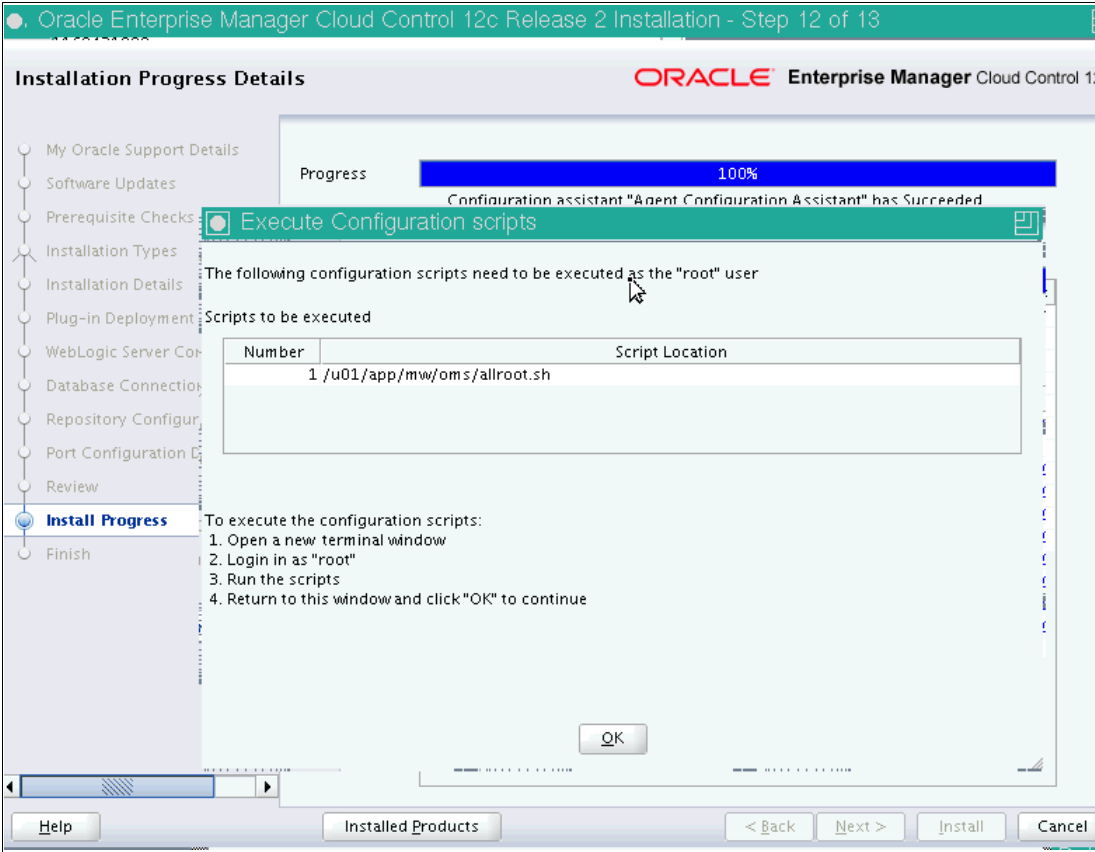 Oracle Enterprise Manager Cloud Control 12c Release 2 Installation - Step 12 of 13
Installation Progress Details
ORACLE Enterprise Manager Cloud Control
My Oracle Support Details
Software Updates
Prerequisite Checks
Installation Types
Installation Details
Plug-in Deployment
WebLogic Server
Database
Repository
Port Configuration
Review
Install Progress
Finish
Progress
100%
Configuration assistant "Agent Configuration Assistant" has Succeeded
Execute Configuration scripts
The following configuration scripts need to be executed as the "root" user
Scripts to be executed
Number Script Location
1 /u01/app/mw/oms/allroot.sh
To execute the configuration scripts:
1. Open a new terminal window
2. Login in as "root"
3. Run the scripts
4. Return to this window and click "OK" to continue
OK
Help
Installed Products
< Back
Next >
Install
Cancel